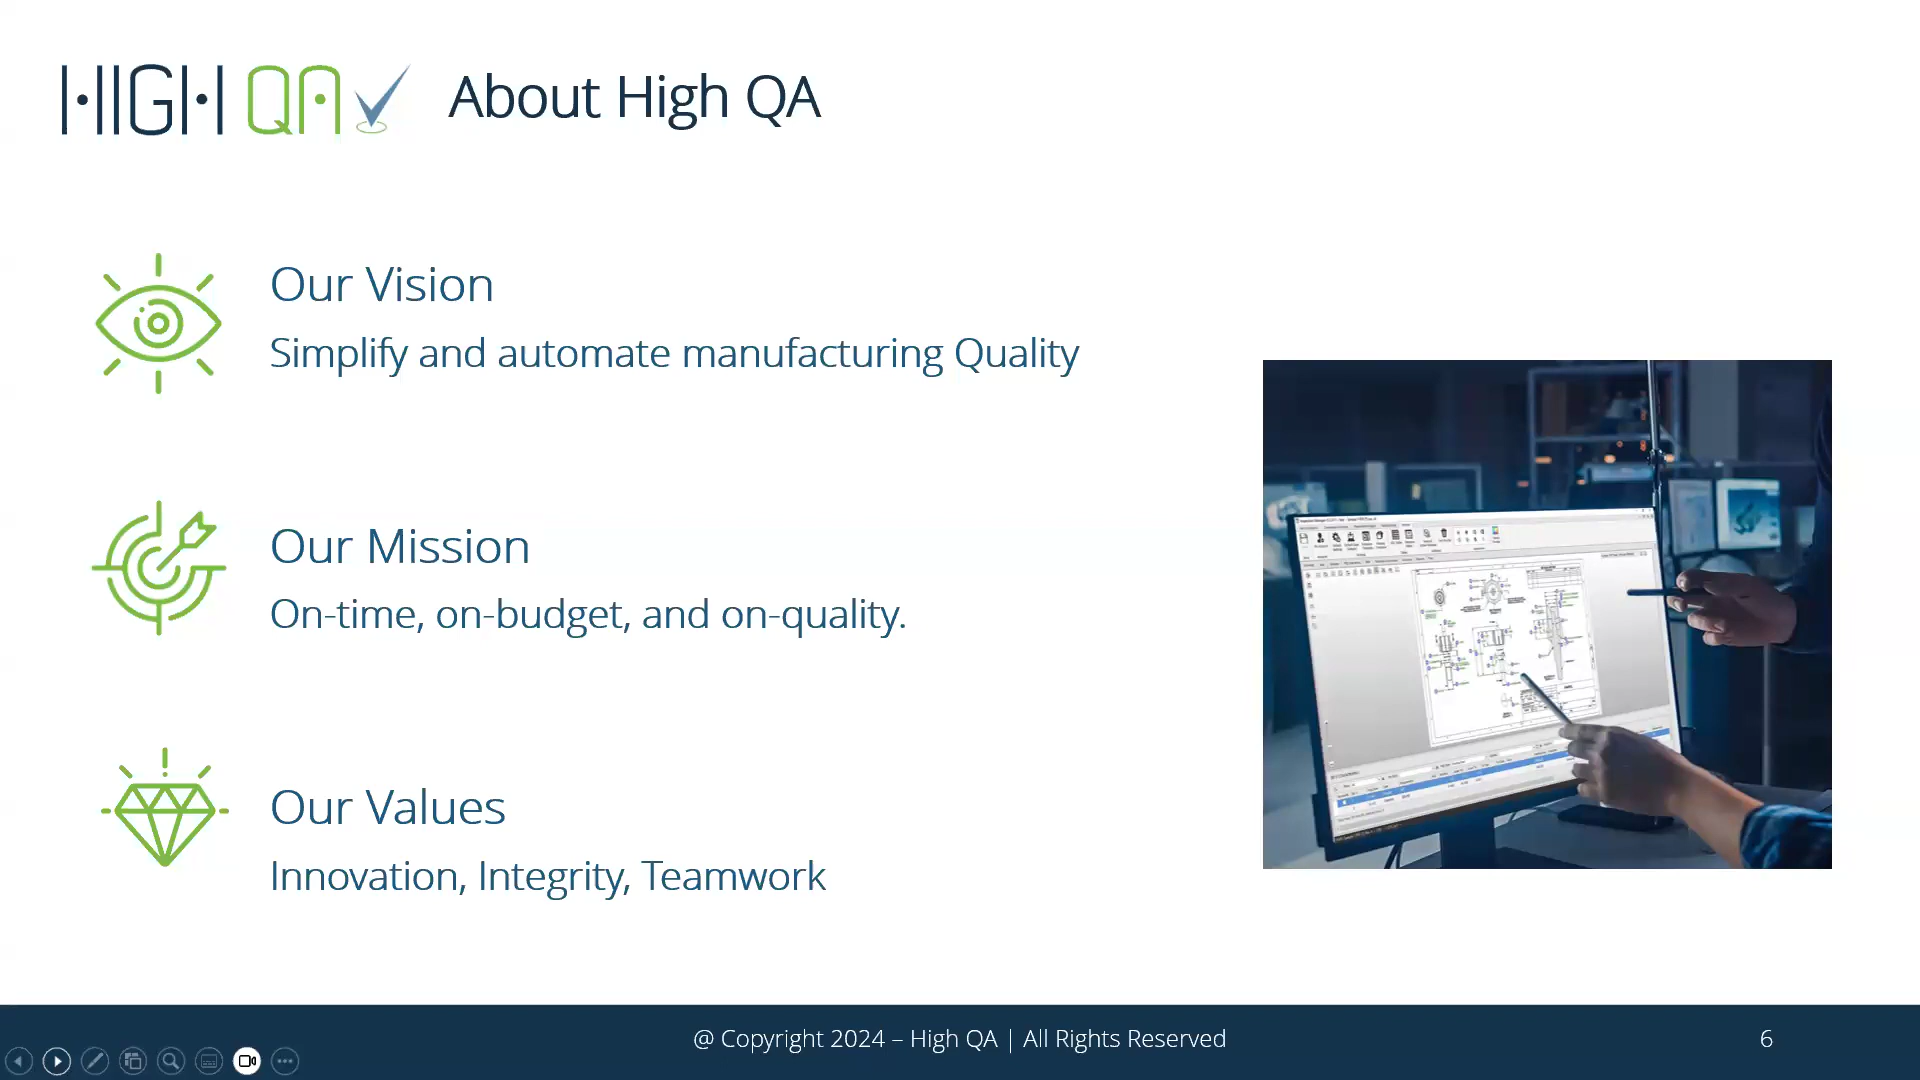 HIGH QA About High QA
Our Vision
Simplify and automate manufacturing Quality
Our Mission
On-time, on-budget, and on-quality.
Our Values
Innovation, Integrity, Teamwork
@ Copyright 2024 – High QA | All Rights Reserved
6